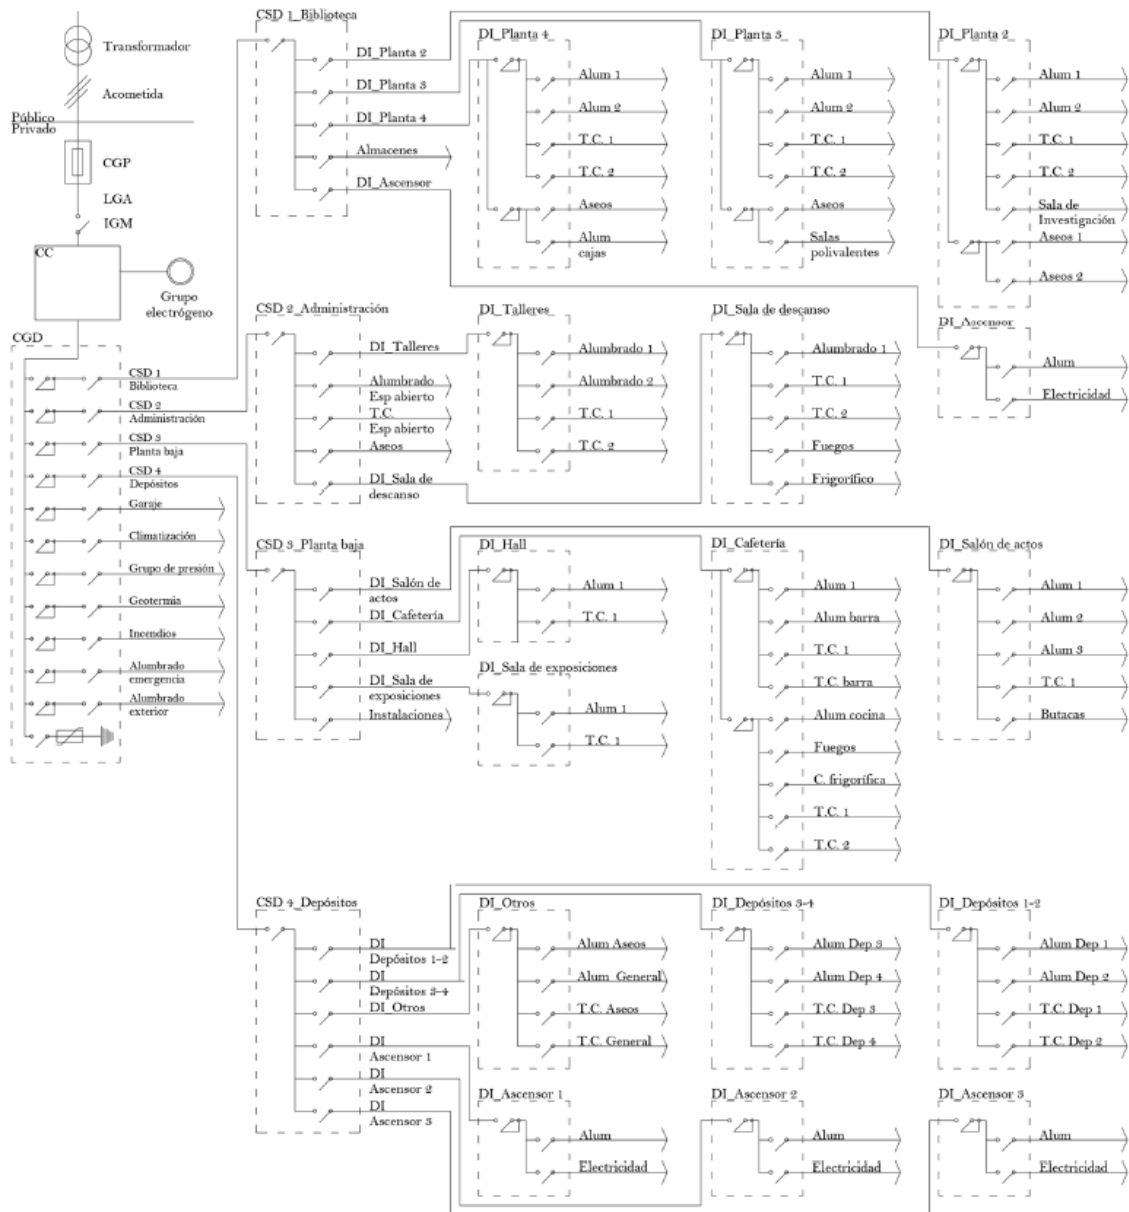 Transformador
Acometida
Público
Privado
CGP
LGA
IGM
CC
Grupo
electrógeno
CGD
CSD 1
Biblioteca
CSD 2
Administración
CSD 3
Planta baja
CSD 4
Depósitos
Garaje
Climatización
Grupo de presión
Geotermia
Incendios
Alumbrado
emergencia
Alumbrado
exterior
CSD 1_Biblioteca
DI_Planta 2
DI_Planta 3
DI_Planta 4
Almacenes
DI_Ascensor
DI_Planta 4
Alum 1
Alum 2
T.C. 1
T.C. 2
Aseos
Alum
cajas
DI_Planta 3
Alum 1
Alum 2
T.C. 1
T.C. 2
Aseos
Salas
polivalentes
DI_Planta 2
Alum 1
Alum 2
T.C. 1
T.C. 2
Sala de
Investigación
Aseos 1
Aseos 2
DI_Ascensor
Alum
Electricidad
CSD 2_Administración
DI_Talleres
Alumbrado
Esp abierto
T.C.
Esp abierto
Aseos
DI_Sala de
descanso
DI_Talleres
Alumbrado 1
Alumbrado 2
T.C. 1
T.C. 2
DI_Sala de descanso
Alumbrado 1
T.C. 1
T.C. 2
Fuegos
Frigorífico
CSD 3_Planta baja
DI_Salón de
actos
DI_Cafetería
DI_Hall
DI_Sala de
exposiciones
Instalaciones
DI_Hall
Alum 1
T.C. 1
DI_Sala de exposiciones
Alum 1
T.C. 1
DI_Cafetería
Alum 1
Alum barra
T.C. 1
T.C. barra
Alum cocina
Fuegos
C. frigorífica
T.C. 1
T.C. 2
DI_Salón de actos
Alum 1
Alum 2
Alum 3
T.C. 1
Butacas
CSD 4_Depósitos
DI
Depósitos 1-2
DI
Depósitos 3-4
DI_Otros
DI
Ascensor 1
DI
Ascensor 2
DI
Ascensor 3
DI_Otros
Alum Aseos
Alum General
T.C. Aseos
T.C. General
DI_Depósitos 3-4
Alum Dep 3
Alum Dep 4
T.C. Dep 3
T.C. Dep 4
DI_Depósitos 1-2
Alum Dep 1
Alum Dep 2
T.C. Dep 1
T.C. Dep 2
DI_Ascensor 1
Alum
Electricidad
DI_Ascensor 2
Alum
Electricidad
DI_Ascensor 3
Alum
Electricidad